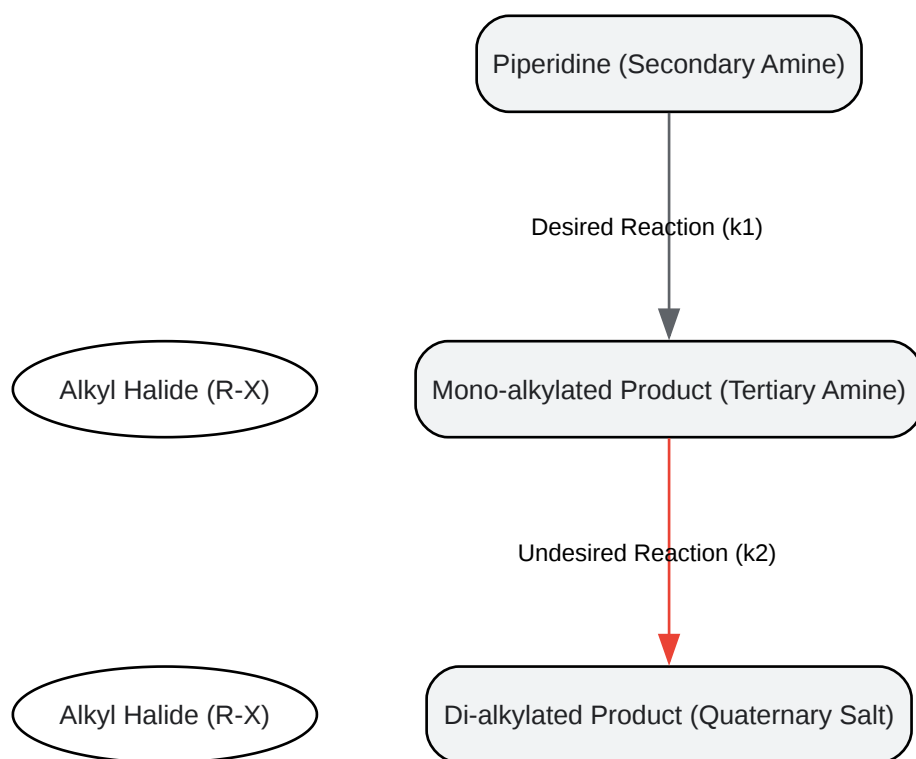 Piperidine (Secondary Amine)
Desired Reaction (k1)
Alkyl Halide (R-X)
Mono-alkylated Product (Tertiary Amine)
Undesired Reaction (k2)
Alkyl Halide (R-X)
Di-alkylated Product (Quaternary Salt)